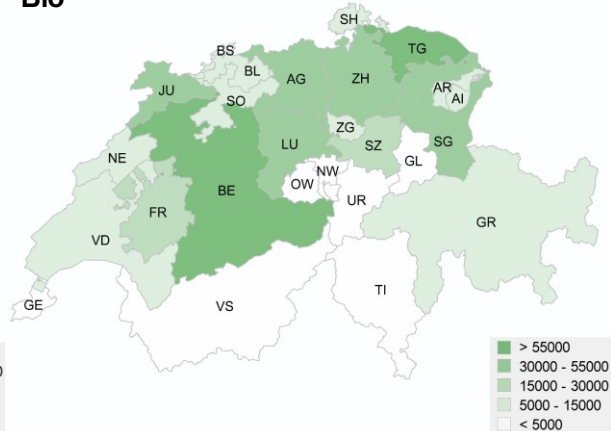 Bio
SH
BS
TG
BL
AG
ZH
JU
AR
AI
SO
ZG
LU
SG
SZ
NE
GL
NW
OW
BE
UR
FR
GR
VD
TI
GE
VS
> 55000
30000 - 55000
15000 - 30000
5000 - 15000
< 5000